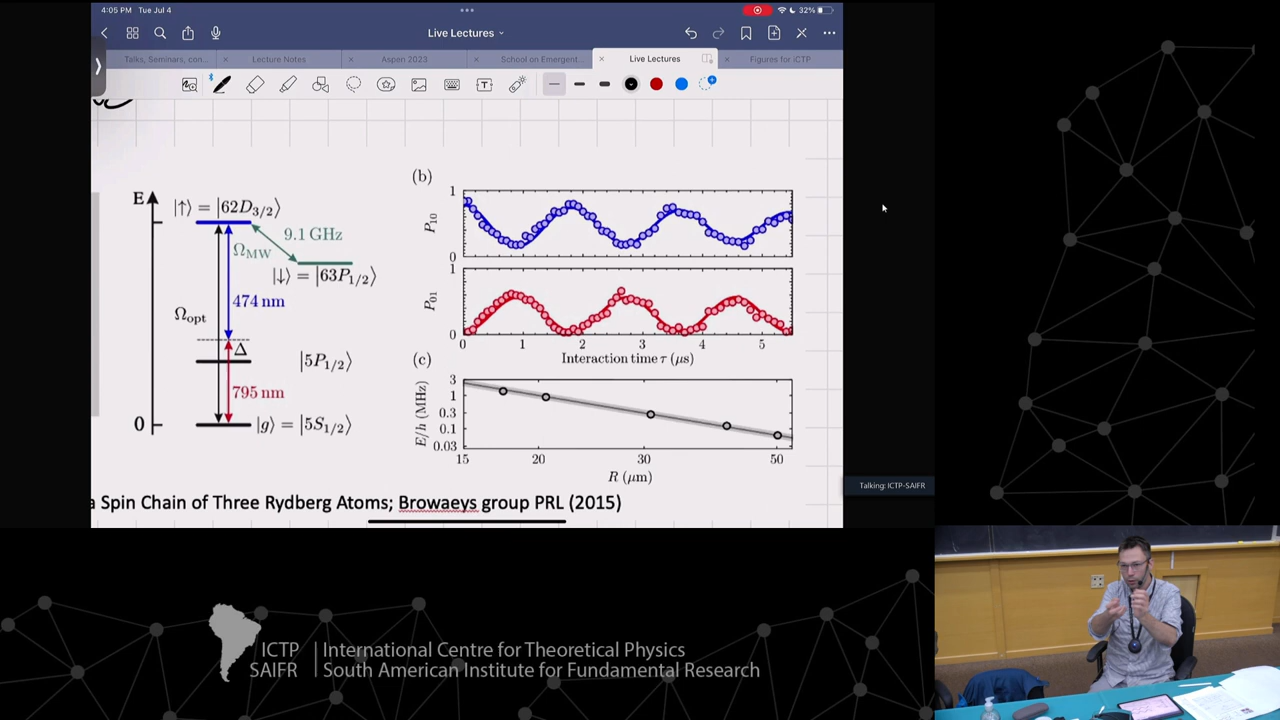 4:05 PM Tue Jul 4
32%
Live Lectures
Talks, Seminars, con...
Lecture Notes
Aspen 2023
School on Emergent...
Live Lectures
Figures for iCTP
E
|↑⟩ = |62D3/2⟩
9.1 GHz
ΩMW
|↓⟩ = |63P1/2⟩
474 nm
Ωopt
Δ
|5P1/2⟩
795 nm
0
|g⟩ = |5S1/2⟩
(b)
1
P10
0
1
P01
0
0 1 2 3 4 5
Interaction time τ (μs)
(c)
3
1
0.3
0.1
0.03
E/h (MHz)
15 20 30 50
R (μm)
a Spin Chain of Three Rydberg Atoms; Browaeys group PRL (2015)
Talking: ICTP-SAIFR
ICTP
SAIFR
International Centre for Theoretical Physics
South American Institute for Fundamental Research